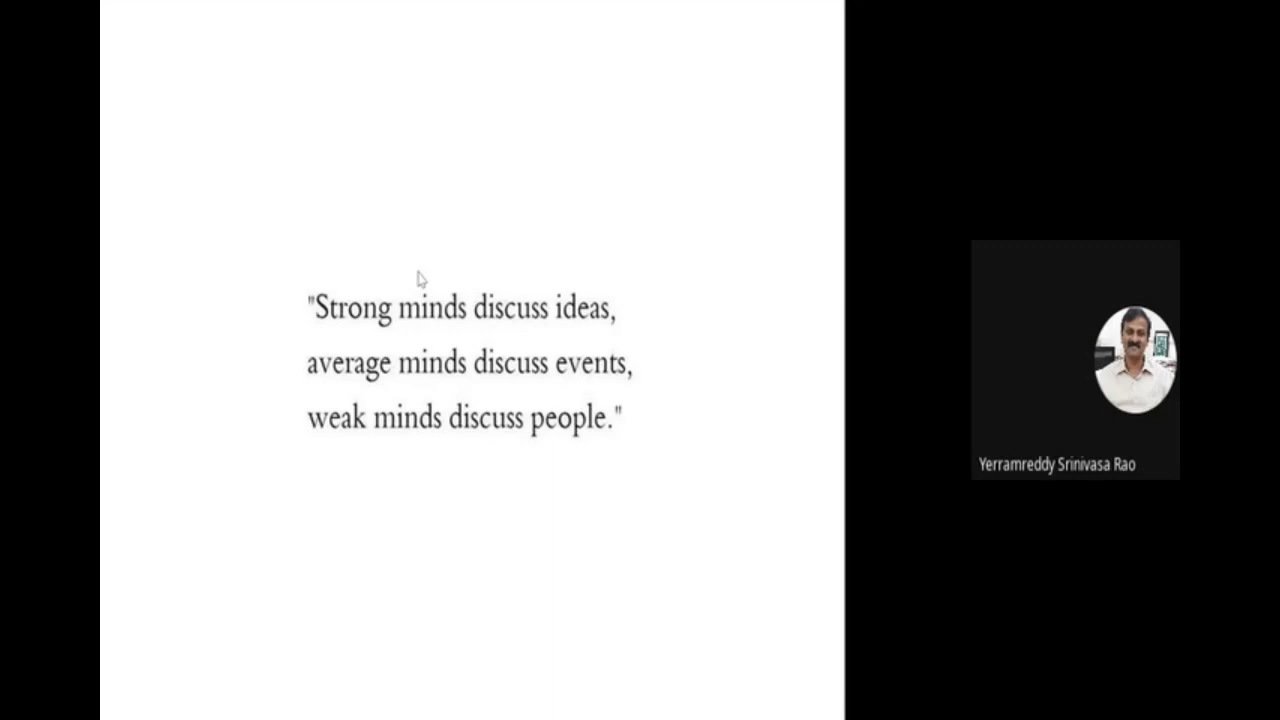 "Strong minds discuss ideas,
average minds discuss events,
weak minds discuss people."
Yerramreddy Srinivasa Rao